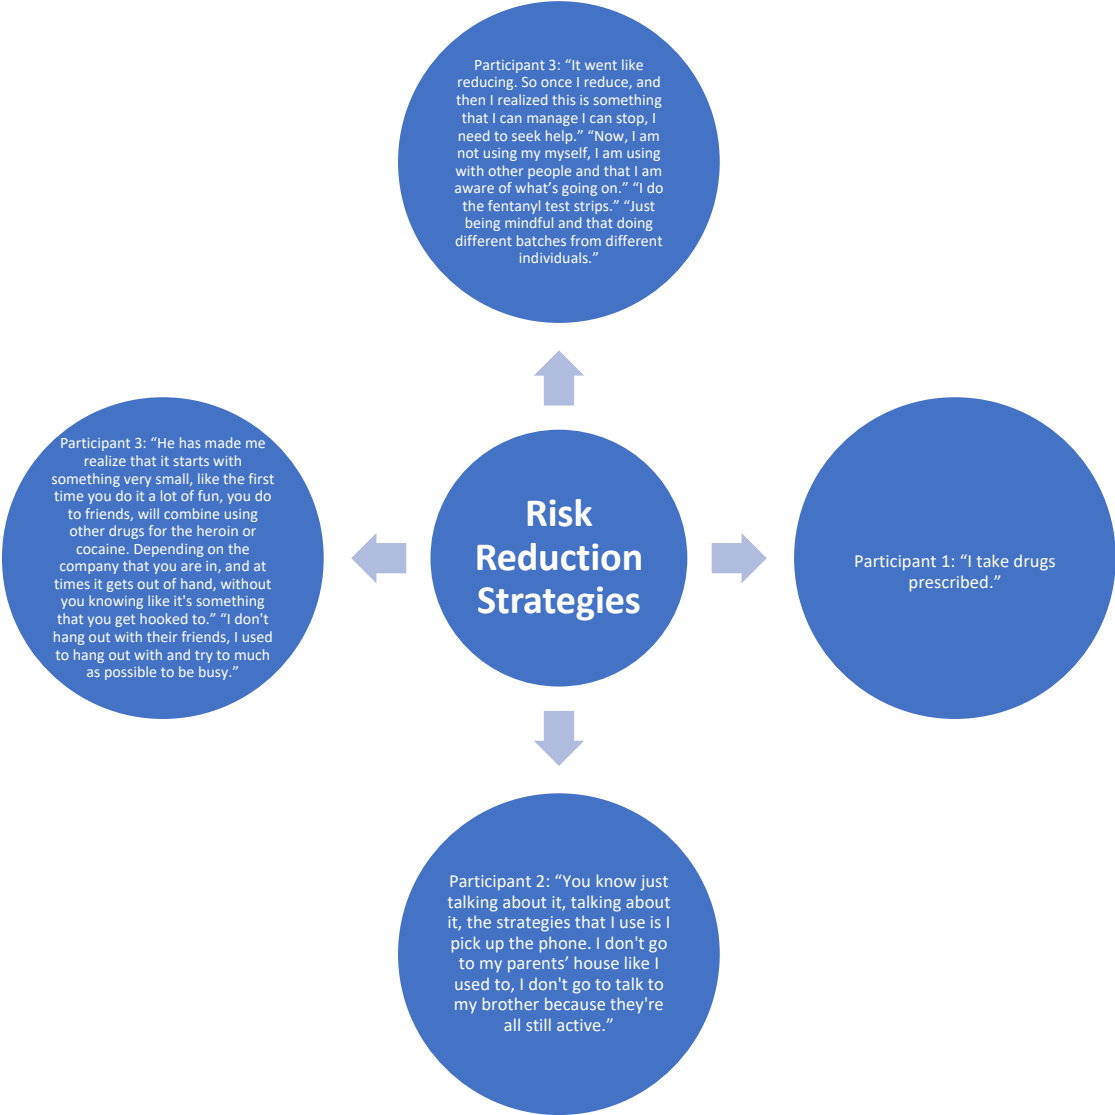 Participant 3: “It went like
reducing. So once I reduce, and
then I realized this is something
that I can manage I can stop, I
need to seek help.” “Now, I am
not using my myself, I am using
with other people and that I am
aware of what’s going on.” “I do
the fentanyl test strips.” “Just
being mindful and that doing
different batches from different
individuals.”
Participant 3: “He has made me
realize that it starts with
something very small, like the first
time you do it a lot of fun, you do
to friends, will combine using
other drugs for the heroin or
cocaine. Depending on the
company that you are in, and at
times it gets out of hand, without
you knowing like it's something
that you get hooked to.” “I don't
hang out with their friends, I used
to hang out with and try to much
as possible to be busy.”
Risk
Reduction
Strategies
Participant 1: “I take drugs
prescribed.”
Participant 2: “You know just
talking about it, talking about
it, the strategies that I use is I
pick up the phone. I don't go
to my parents’ house like I
used to, I don't go to talk to
my brother because they're
all still active.”